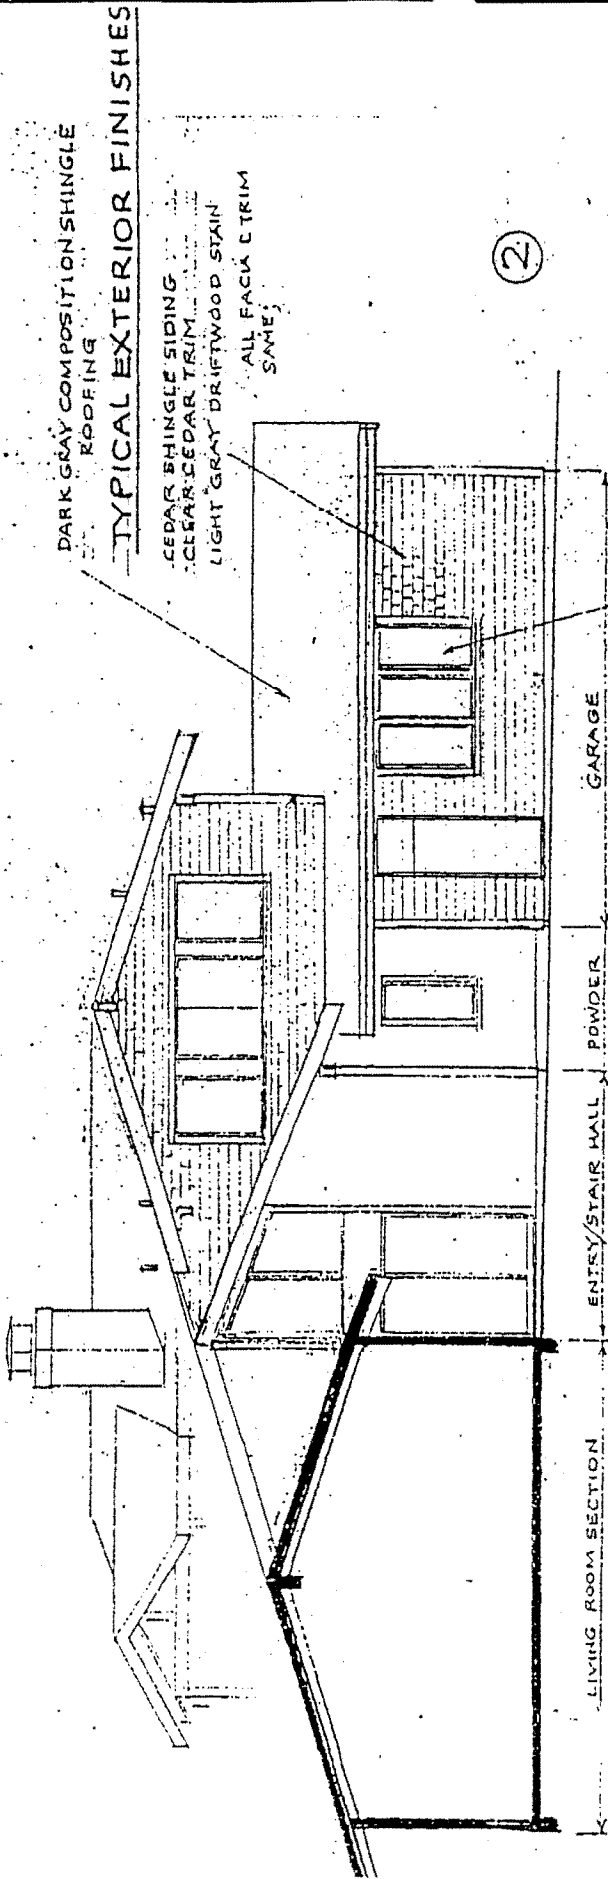 DARK GRAY COMPOSITION SHINGLE
ROOFING
TYPICAL EXTERIOR FINISHES
CEDAR SHINGLE SIDING
CLEAR CEDAR TRIM
LIGHT GRAY DRIFTWOOD STAIN
ALL FACIA & TRIM
SAME;
2
LIVING ROOM SECTION
ENTRY/STAIR HALL
POWDER
GARAGE